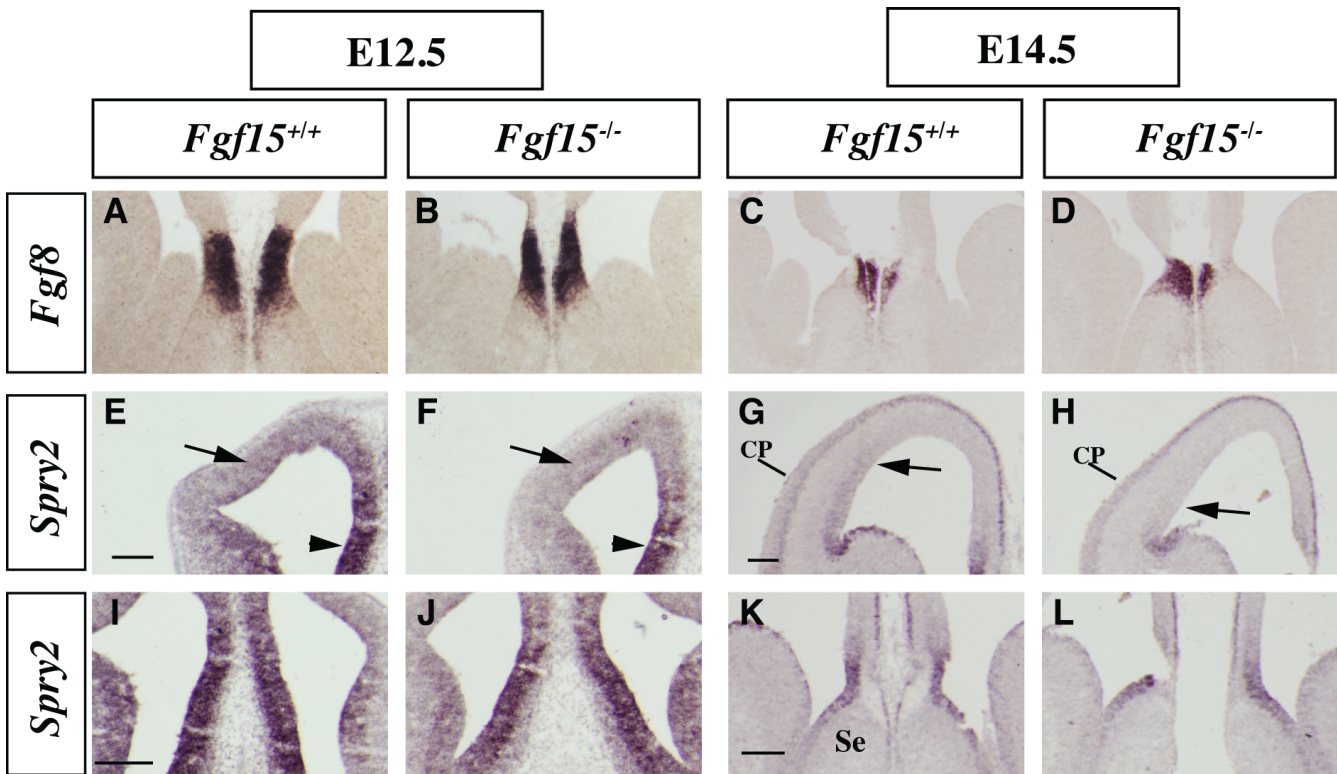 E12.5 E14.5
Fgf15+/+ Fgf15-/- Fgf15+/+ Fgf15-/-
Fgf8 A B C D
Spry2 E F G H
CP CP
Spry2 I J K L
Se